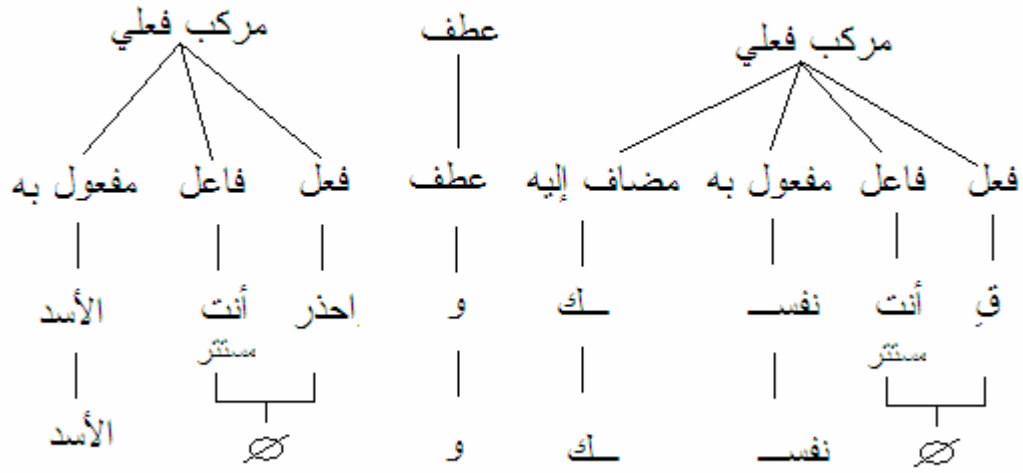 مركب فعلي عطف مركب فعلي
فعل فاعل مفعول به مضاف إليه عطف فعل فاعل مفعول به
قِ أنت نفسـ ـك و إحذر أنت الأسد
مستتر مستتر
∅ نفسـ ـك و ∅ الأسد